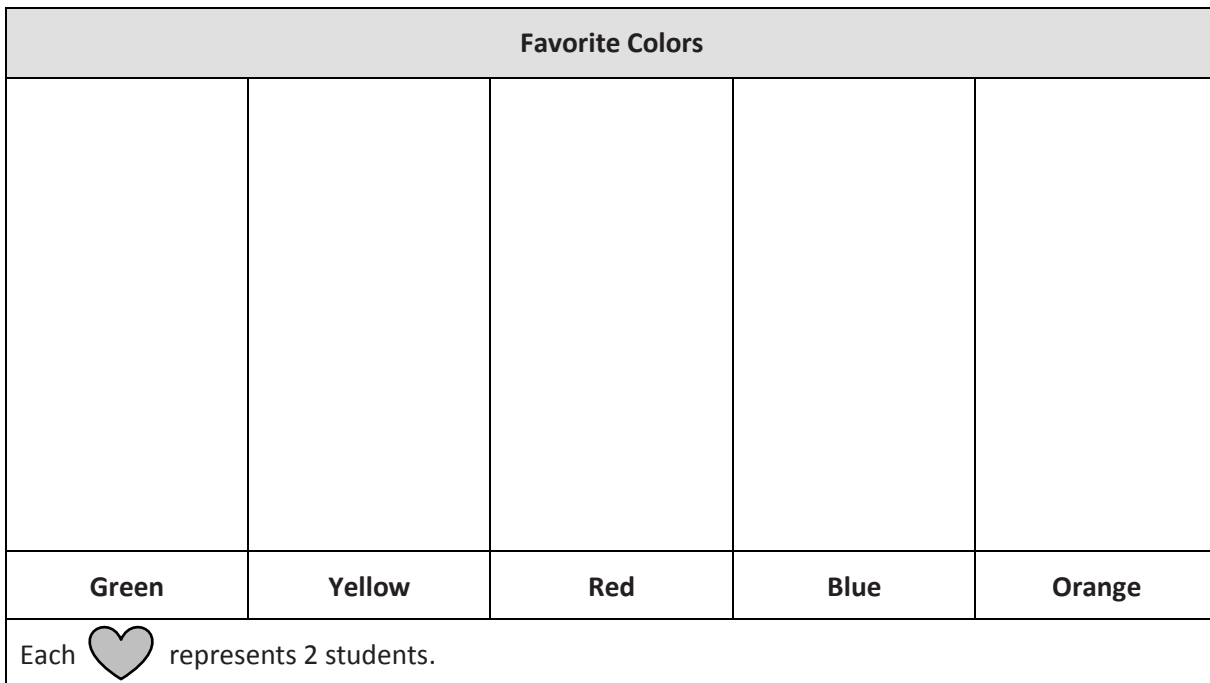 Favorite Colors
Green Yellow Red Blue Orange
Each represents 2 students.